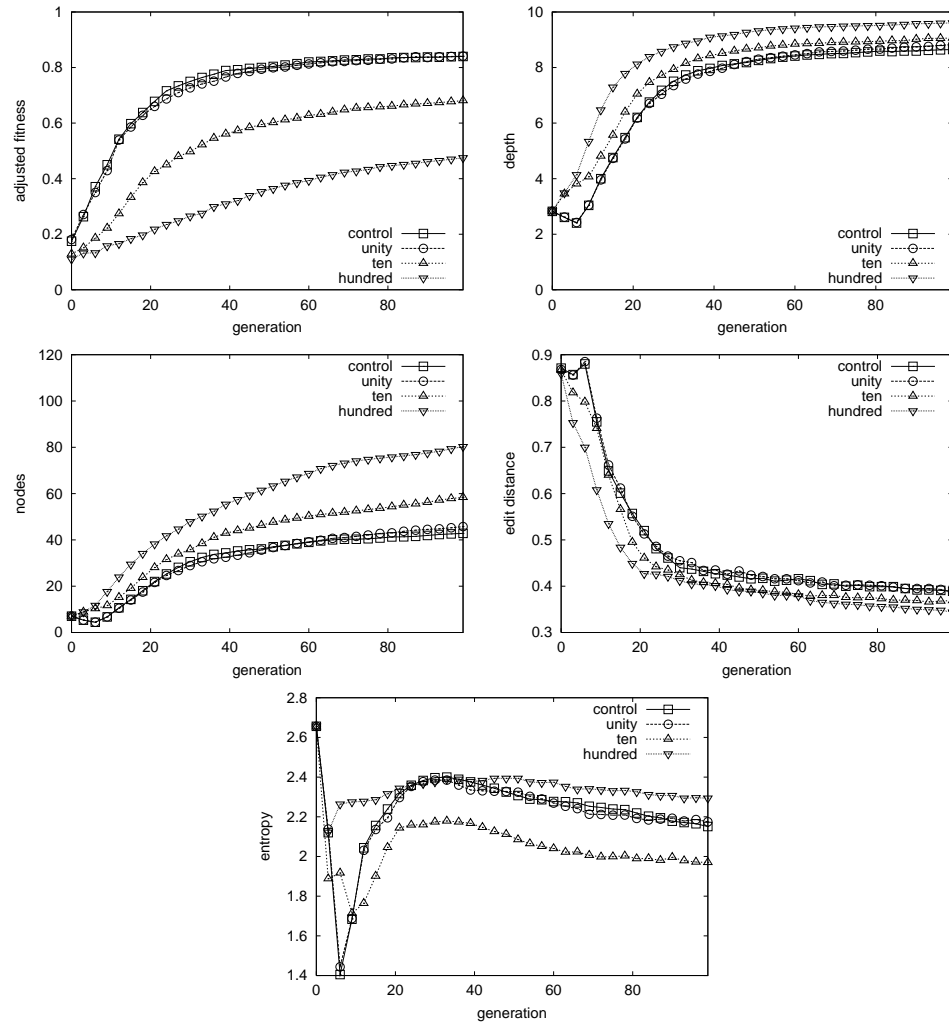 1
0.8
0.6
0.4
0.2
0
0 20 40 60 80
adjusted fitness
generation
control
unity
ten
hundred
10
8
6
4
2
0
0 20 40 60 80
depth
generation
control
unity
ten
hundred
120
100
80
60
40
20
0
0 20 40 60 80
nodes
generation
control
unity
ten
hundred
0.9
0.8
0.7
0.6
0.5
0.4
0.3
0 20 40 60 80
edit distance
generation
control
unity
ten
hundred
2.8
2.6
2.4
2.2
2
1.8
1.6
1.4
0 20 40 60 80
entropy
generation
control
unity
ten
hundred